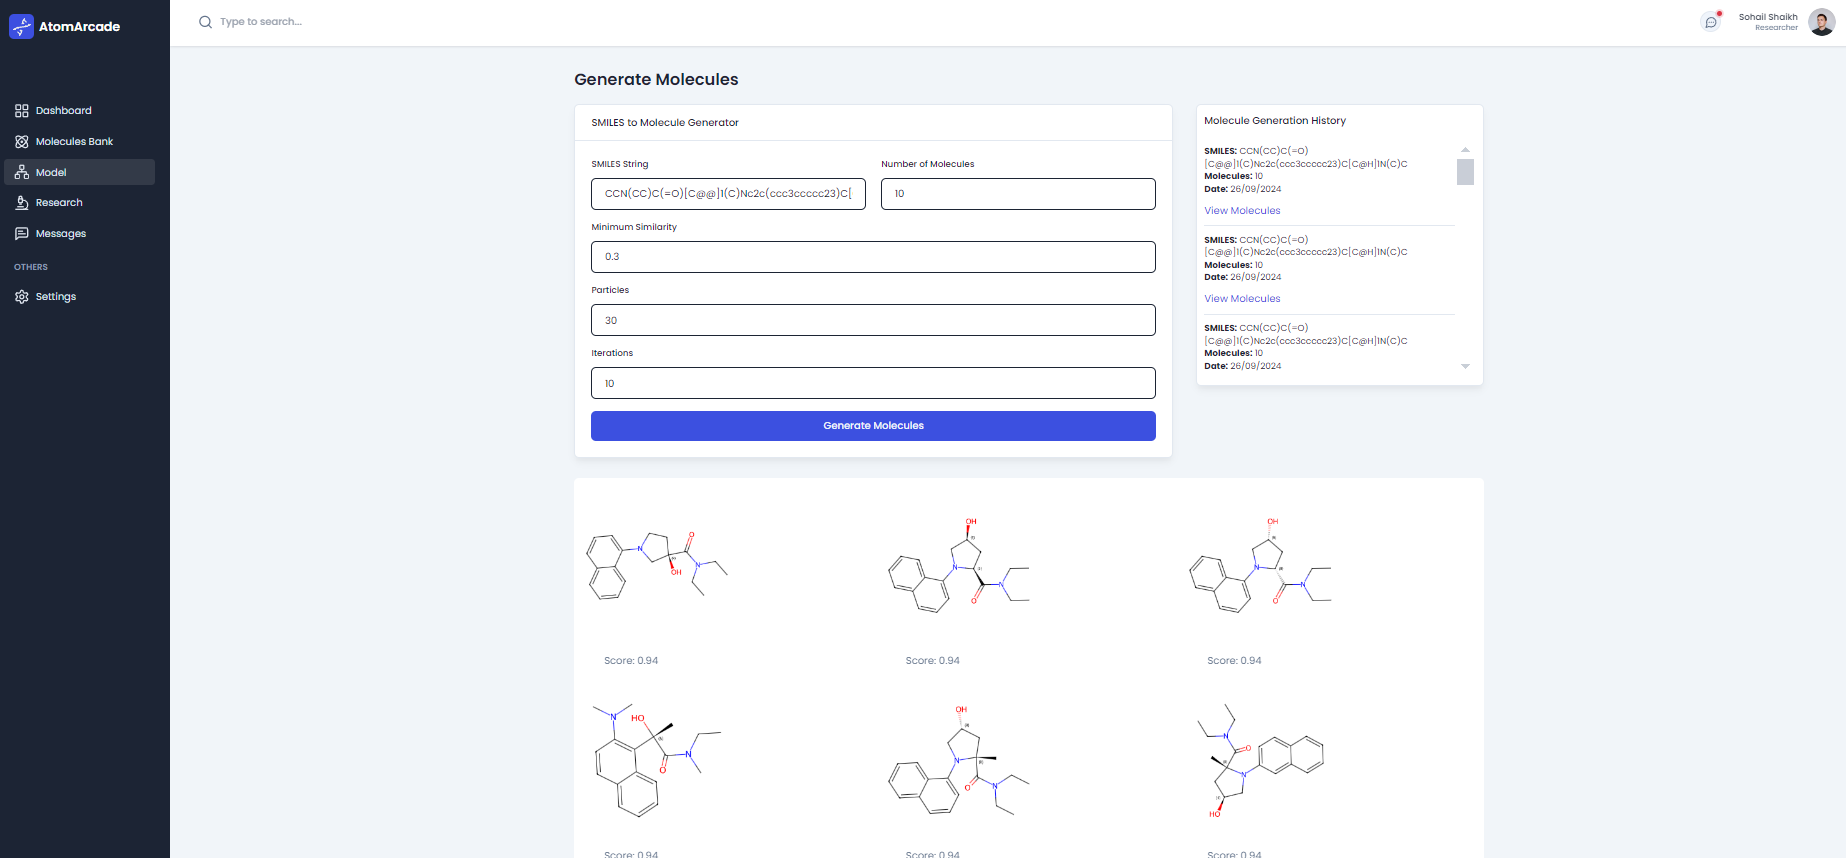 AtomArcade
Type to search...
Sohail Shaikh
Researcher
Dashboard
Molecules Bank
Model
Research
Messages
OTHERS
Settings
Generate Molecules
SMILES to Molecule Generator
SMILES String
Number of Molecules
CCN(CC)C(=O)[C@@]1(C)Nc2c(ccc3ccccc23)C[
10
Minimum Similarity
0.3
Particles
30
Iterations
10
Generate Molecules
Molecule Generation History
SMILES: CCN(CC)C(=O)
[C@@]1(C)Nc2c(ccc3ccccc23)C[C@H]1N(C)C
Molecules: 10
Date: 26/09/2024
View Molecules
SMILES: CCN(CC)C(=O)
[C@@]1(C)Nc2c(ccc3ccccc23)C[C@H]1N(C)C
Molecules: 10
Date: 26/09/2024
View Molecules
SMILES: CCN(CC)C(=O)
[C@@]1(C)Nc2c(ccc3ccccc23)C[C@H]1N(C)C
Molecules: 10
Date: 26/09/2024
N
O
OH
N
OH
N
N
O
OH
N
N
O
Score: 0.94
Score: 0.94
Score: 0.94
N
HO
N
O
OH
N
O
N
N
O
N
HO
Score: 0.94
Score: 0.94
Score: 0.94